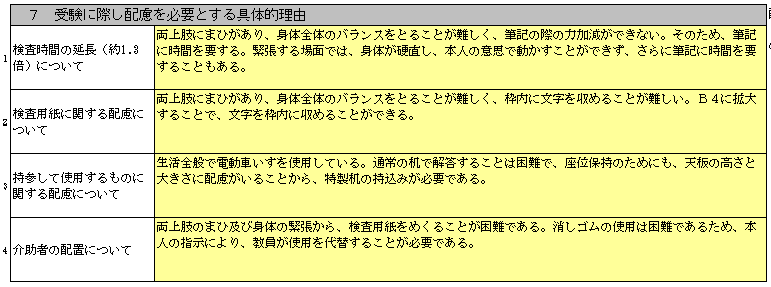 ７　受験に際し配慮を必要とする具体的理由
1
検査時間の延長（約1.3
倍）について
両上肢にまひがあり、身体全体のバランスをとることが難しく、筆記の際の力加減ができない。そのため、筆記
に時間を要する。緊張する場面では、身体が硬直し、本人の意思で動かすことができず、さらに筆記に時間を要
することもある。
2
検査用紙に関する配慮に
ついて
両上肢にまひがあり、身体全体のバランスをとることが難しく、枠内に文字を収めることが難しい。Ｂ４に拡大
することで、文字を枠内に収めることができる。
3
持参して使用するものに
関する配慮について
生活全般で電動車いすを使用している。通常の机で解答することは困難で、座位保持のためにも、天板の高さと
大きさに配慮がいることから、特製机の持込みが必要である。
4
介助者の配置について
両上肢のまひ及び身体の緊張から、検査用紙をめくることが困難である。消しゴムの使用は困難であるため、本
人の指示により、教員が使用を代替することが必要である。